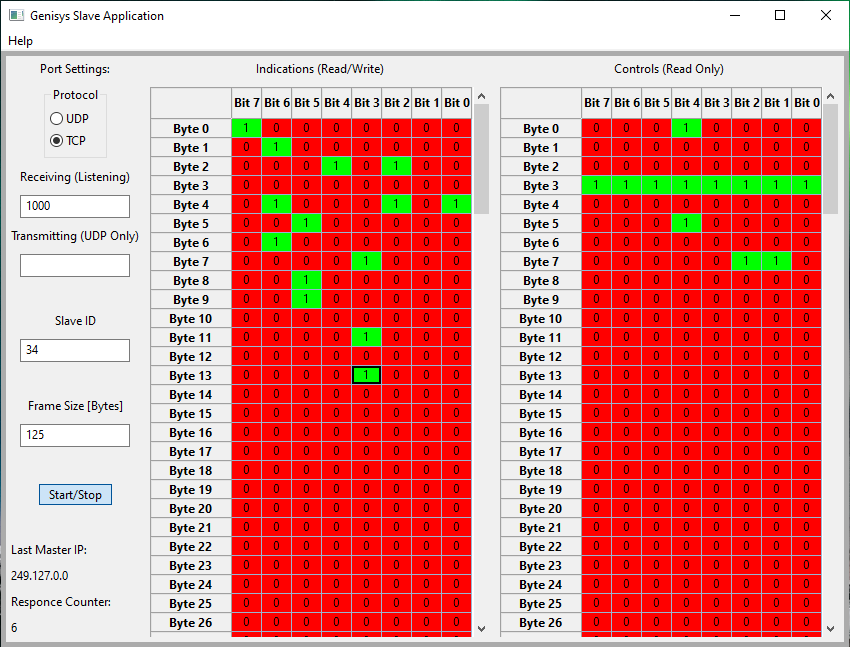 Genisys Slave Application
Help
Port Settings:
Protocol
UDP
TCP
Receiving (Listening)
1000
Transmitting (UDP Only)
Slave ID
34
Frame Size [Bytes]
125
Start/Stop
Last Master IP:
249.127.0.0
Responce Counter:
6
Indications (Read/Write)
Bit 7 Bit 6 Bit 5 Bit 4 Bit 3 Bit 2 Bit 1 Bit 0
Byte 0 1 0 0 0 0 0 0 0
Byte 1 0 1 0 0 0 0 0 0
Byte 2 0 0 0 1 0 1 0 0
Byte 3 0 0 0 0 0 0 0 0
Byte 4 0 1 0 0 0 1 0 1
Byte 5 0 0 1 0 0 0 0 0
Byte 6 0 1 0 0 0 0 0 0
Byte 7 0 0 0 0 1 0 0 0
Byte 8 0 0 1 0 0 0 0 0
Byte 9 0 0 1 0 0 0 0 0
Byte 10 0 0 0 0 0 0 0 0
Byte 11 0 0 0 0 1 0 0 0
Byte 12 0 0 0 0 0 0 0 0
Byte 13 0 0 0 0 1 0 0 0
Byte 14 0 0 0 0 0 0 0 0
Byte 15 0 0 0 0 0 0 0 0
Byte 16 0 0 0 0 0 0 0 0
Byte 17 0 0 0 0 0 0 0 0
Byte 18 0 0 0 0 0 0 0 0
Byte 19 0 0 0 0 0 0 0 0
Byte 20 0 0 0 0 0 0 0 0
Byte 21 0 0 0 0 0 0 0 0
Byte 22 0 0 0 0 0 0 0 0
Byte 23 0 0 0 0 0 0 0 0
Byte 24 0 0 0 0 0 0 0 0
Byte 25 0 0 0 0 0 0 0 0
Byte 26 0 0 0 0 0 0 0 0
Controls (Read Only)
Bit 7 Bit 6 Bit 5 Bit 4 Bit 3 Bit 2 Bit 1 Bit 0
Byte 0 0 0 0 1 0 0 0 0
Byte 1 0 0 0 0 0 0 0 0
Byte 2 0 0 0 0 0 0 0 0
Byte 3 1 1 1 1 1 1 1 1
Byte 4 0 0 0 0 0 0 0 0
Byte 5 0 0 0 1 0 0 0 0
Byte 6 0 0 0 0 0 0 0 0
Byte 7 0 0 0 0 0 1 1 0
Byte 8 0 0 0 0 0 0 0 0
Byte 9 0 0 0 0 0 0 0 0
Byte 10 0 0 0 0 0 0 0 0
Byte 11 0 0 0 0 0 0 0 0
Byte 12 0 0 0 0 0 0 0 0
Byte 13 0 0 0 0 0 0 0 0
Byte 14 0 0 0 0 0 0 0 0
Byte 15 0 0 0 0 0 0 0 0
Byte 16 0 0 0 0 0 0 0 0
Byte 17 0 0 0 0 0 0 0 0
Byte 18 0 0 0 0 0 0 0 0
Byte 19 0 0 0 0 0 0 0 0
Byte 20 0 0 0 0 0 0 0 0
Byte 21 0 0 0 0 0 0 0 0
Byte 22 0 0 0 0 0 0 0 0
Byte 23 0 0 0 0 0 0 0 0
Byte 24 0 0 0 0 0 0 0 0
Byte 25 0 0 0 0 0 0 0 0
Byte 26 0 0 0 0 0 0 0 0